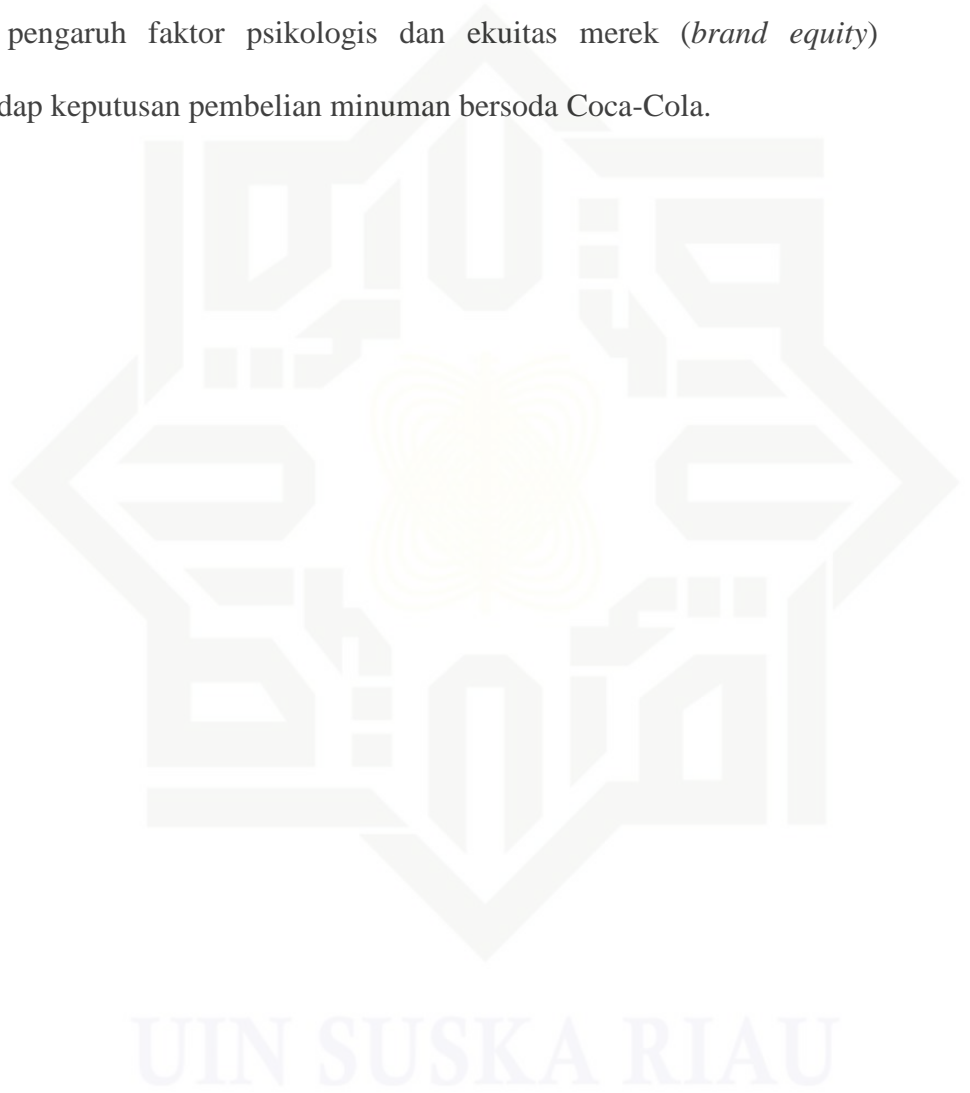 pengaruh faktor psikologis dan ekuitas merek (brand equity)
dap keputusan pembelian minuman bersoda Coca-Cola.
UIN SUSKA RIAU